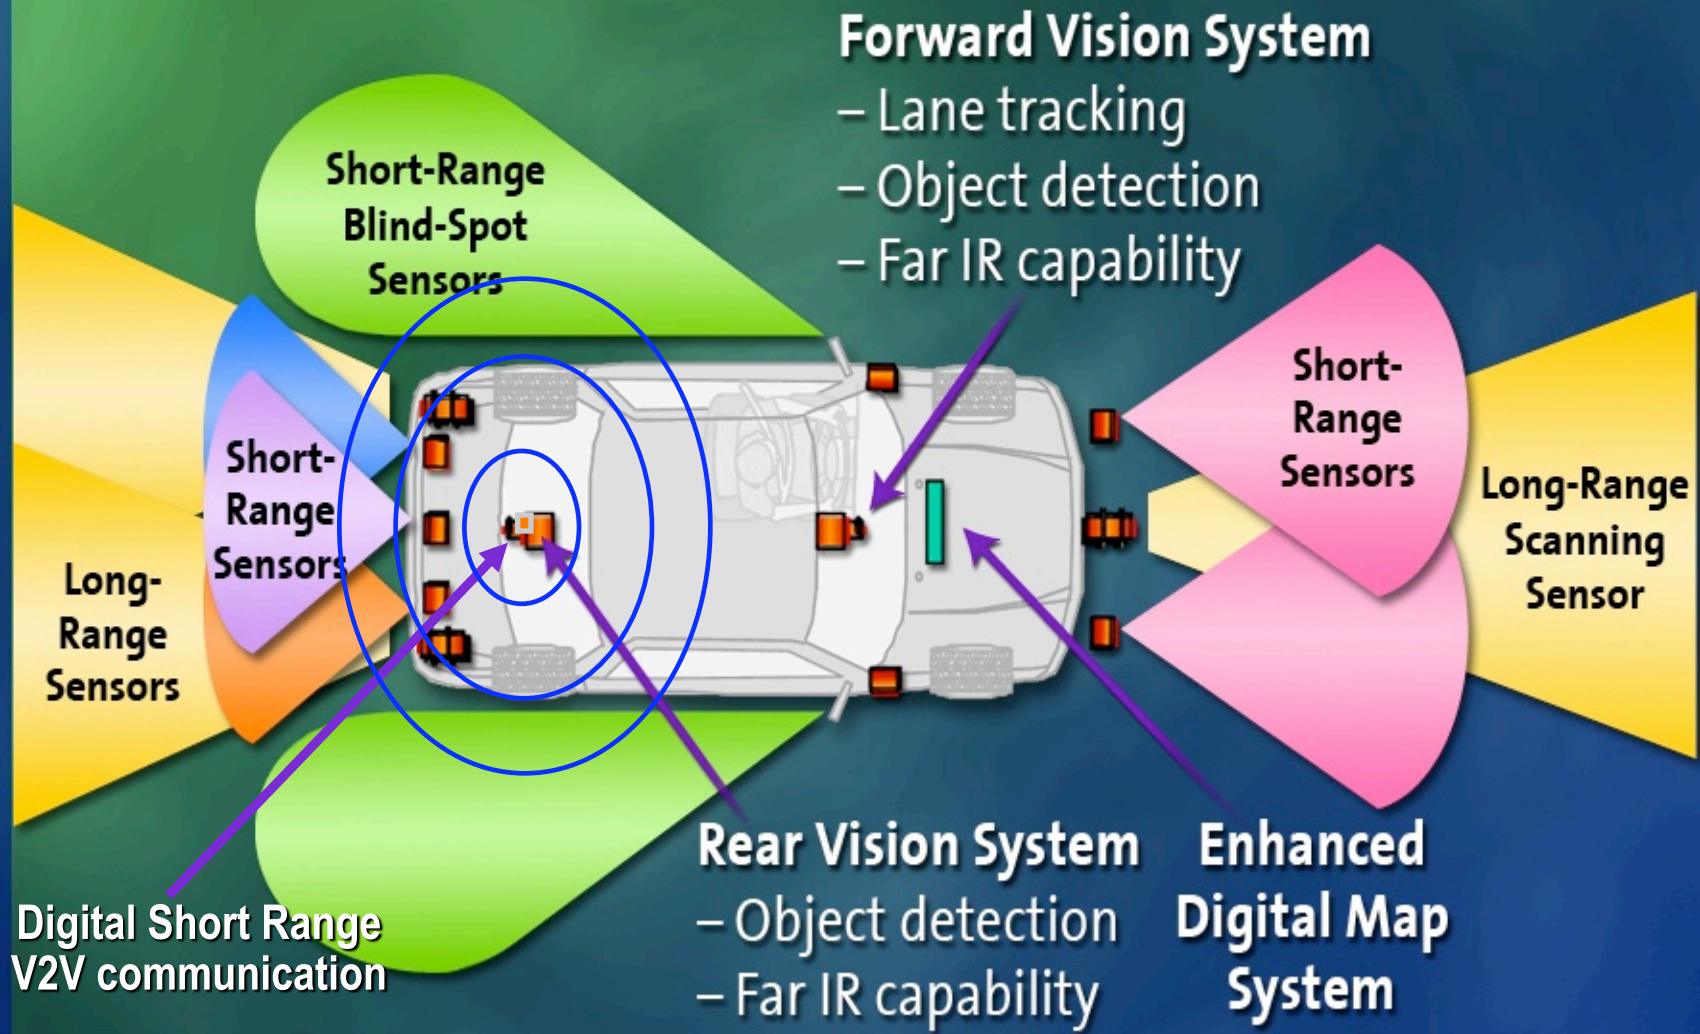 Forward Vision System
– Lane tracking
– Object detection
– Far IR capability
Short-Range
Blind-Spot
Sensors
Short-
Range
Sensors
Long-
Range
Sensors
Short-
Range
Sensors
Long-Range
Scanning
Sensor
Digital Short Range
V2V communication
Rear Vision System
– Object detection
– Far IR capability
Enhanced
Digital Map
System